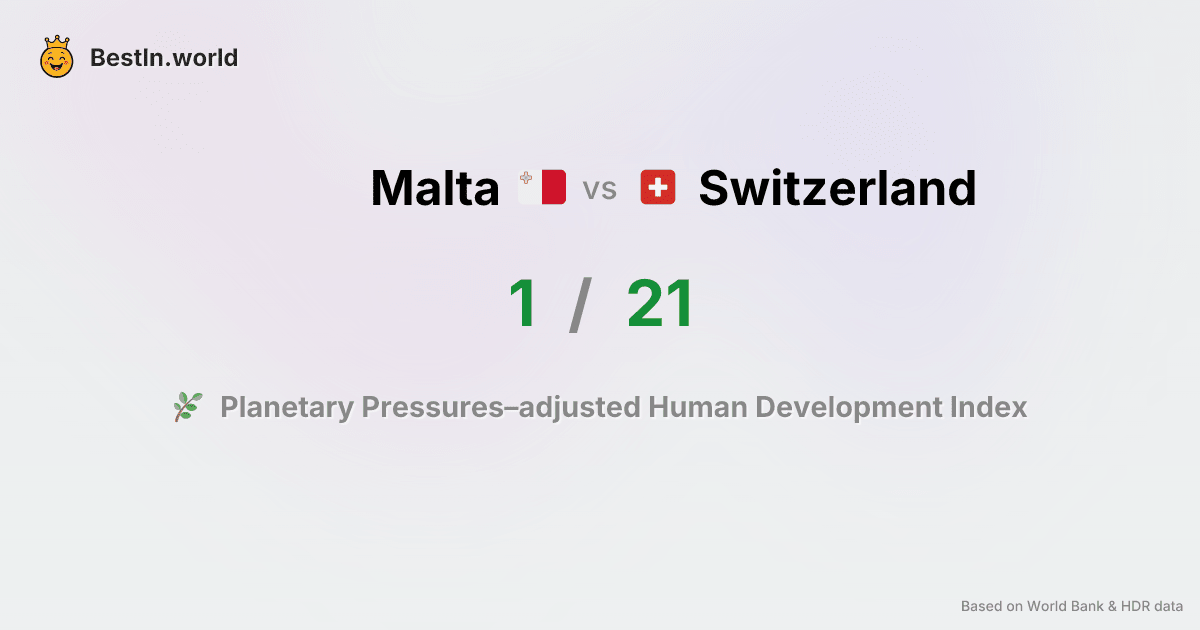 BestIn.world
Malta vs Switzerland
1 / 21
Planetary Pressures–adjusted Human Development Index
Based on World Bank & HDR data